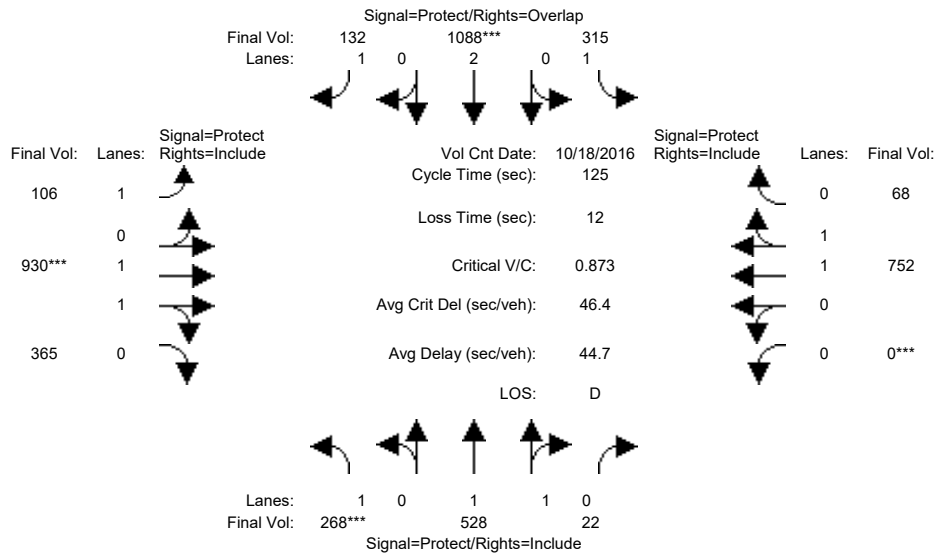 Signal=Protect/Rights=Overlap
Final Vol: 132 1088*** 315
Lanes: 1 0 2 0 1
Signal=Protect Signal=Protect
Final Vol: Lanes: Rights=Include Vol Cnt Date: 10/18/2016 Rights=Include Lanes: Final Vol:
Cycle Time (sec): 125
106 1 0 68
Loss Time (sec): 12
0 1
930*** 1 Critical V/C: 0.873 1 752
1 Avg Crit Del (sec/veh): 46.4 0
365 0 Avg Delay (sec/veh): 44.7 0 0***
LOS: D
Lanes: 1 0 1 1 0
Final Vol: 268*** 528 22
Signal=Protect/Rights=Include